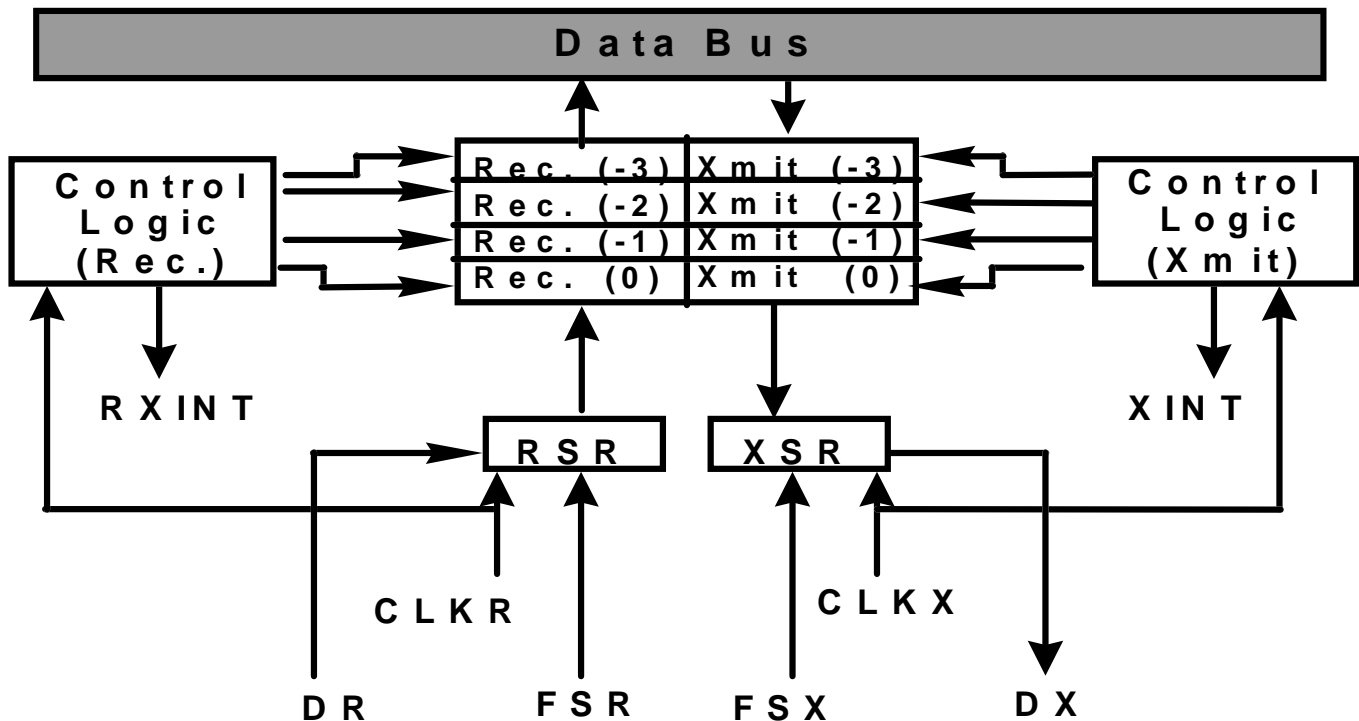 Data Bus
Rec. (-3) Xmit (-3)
Rec. (-2) Xmit (-2)
Rec. (-1) Xmit (-1)
Rec. (0) Xmit (0)
Control
Logic
(Rec.)
Control
Logic
(Xmit)
RXINT
XINT
RSR
XSR
CLKR
CLKX
DR
FSR
FSX
DX